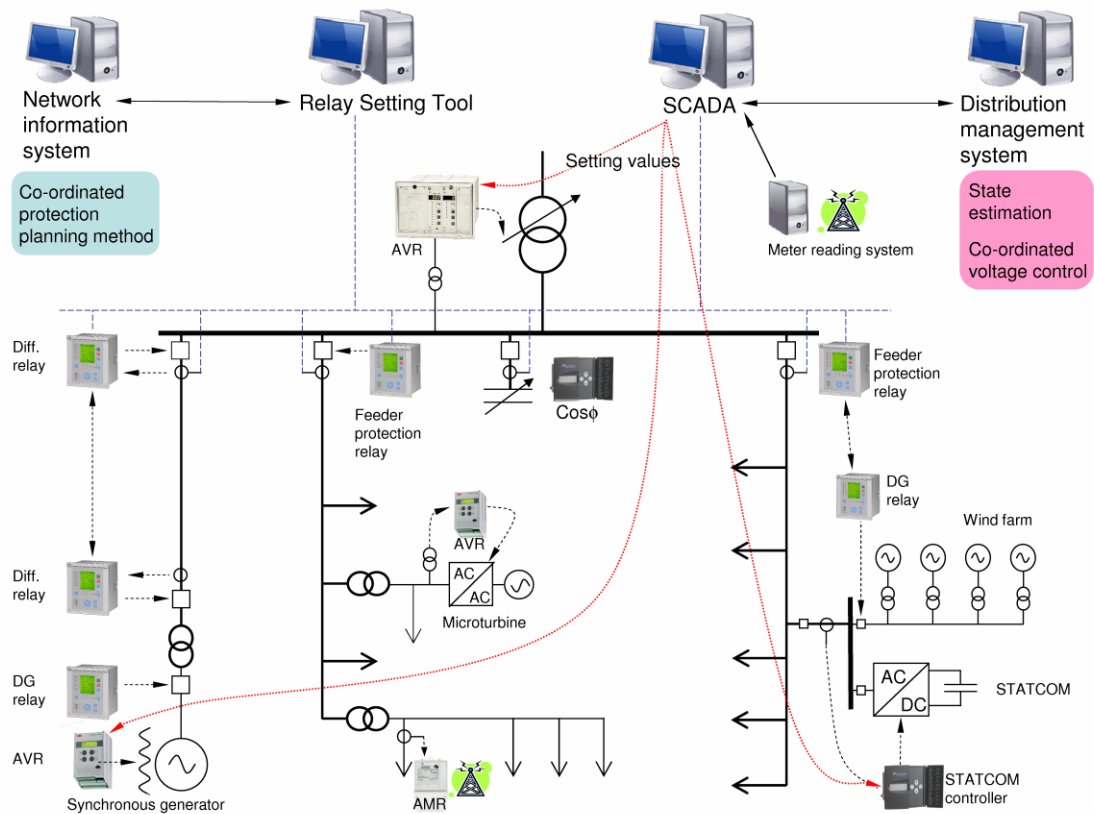 Network
information
system
Relay Setting Tool
SCADA
Distribution
management
system
Co-ordinated
protection
planning method
Setting values
AVR
Meter reading system
State
estimation
Co-ordinated
voltage control
Diff.
relay
Feeder
protection
relay
Cosϕ
Feeder
protection
relay
DG
relay
Wind farm
AVR
AC
AC
Microturbine
Diff.
relay
DG
relay
AC
DC
STATCOM
AVR
Synchronous generator
AMR
STATCOM
controller